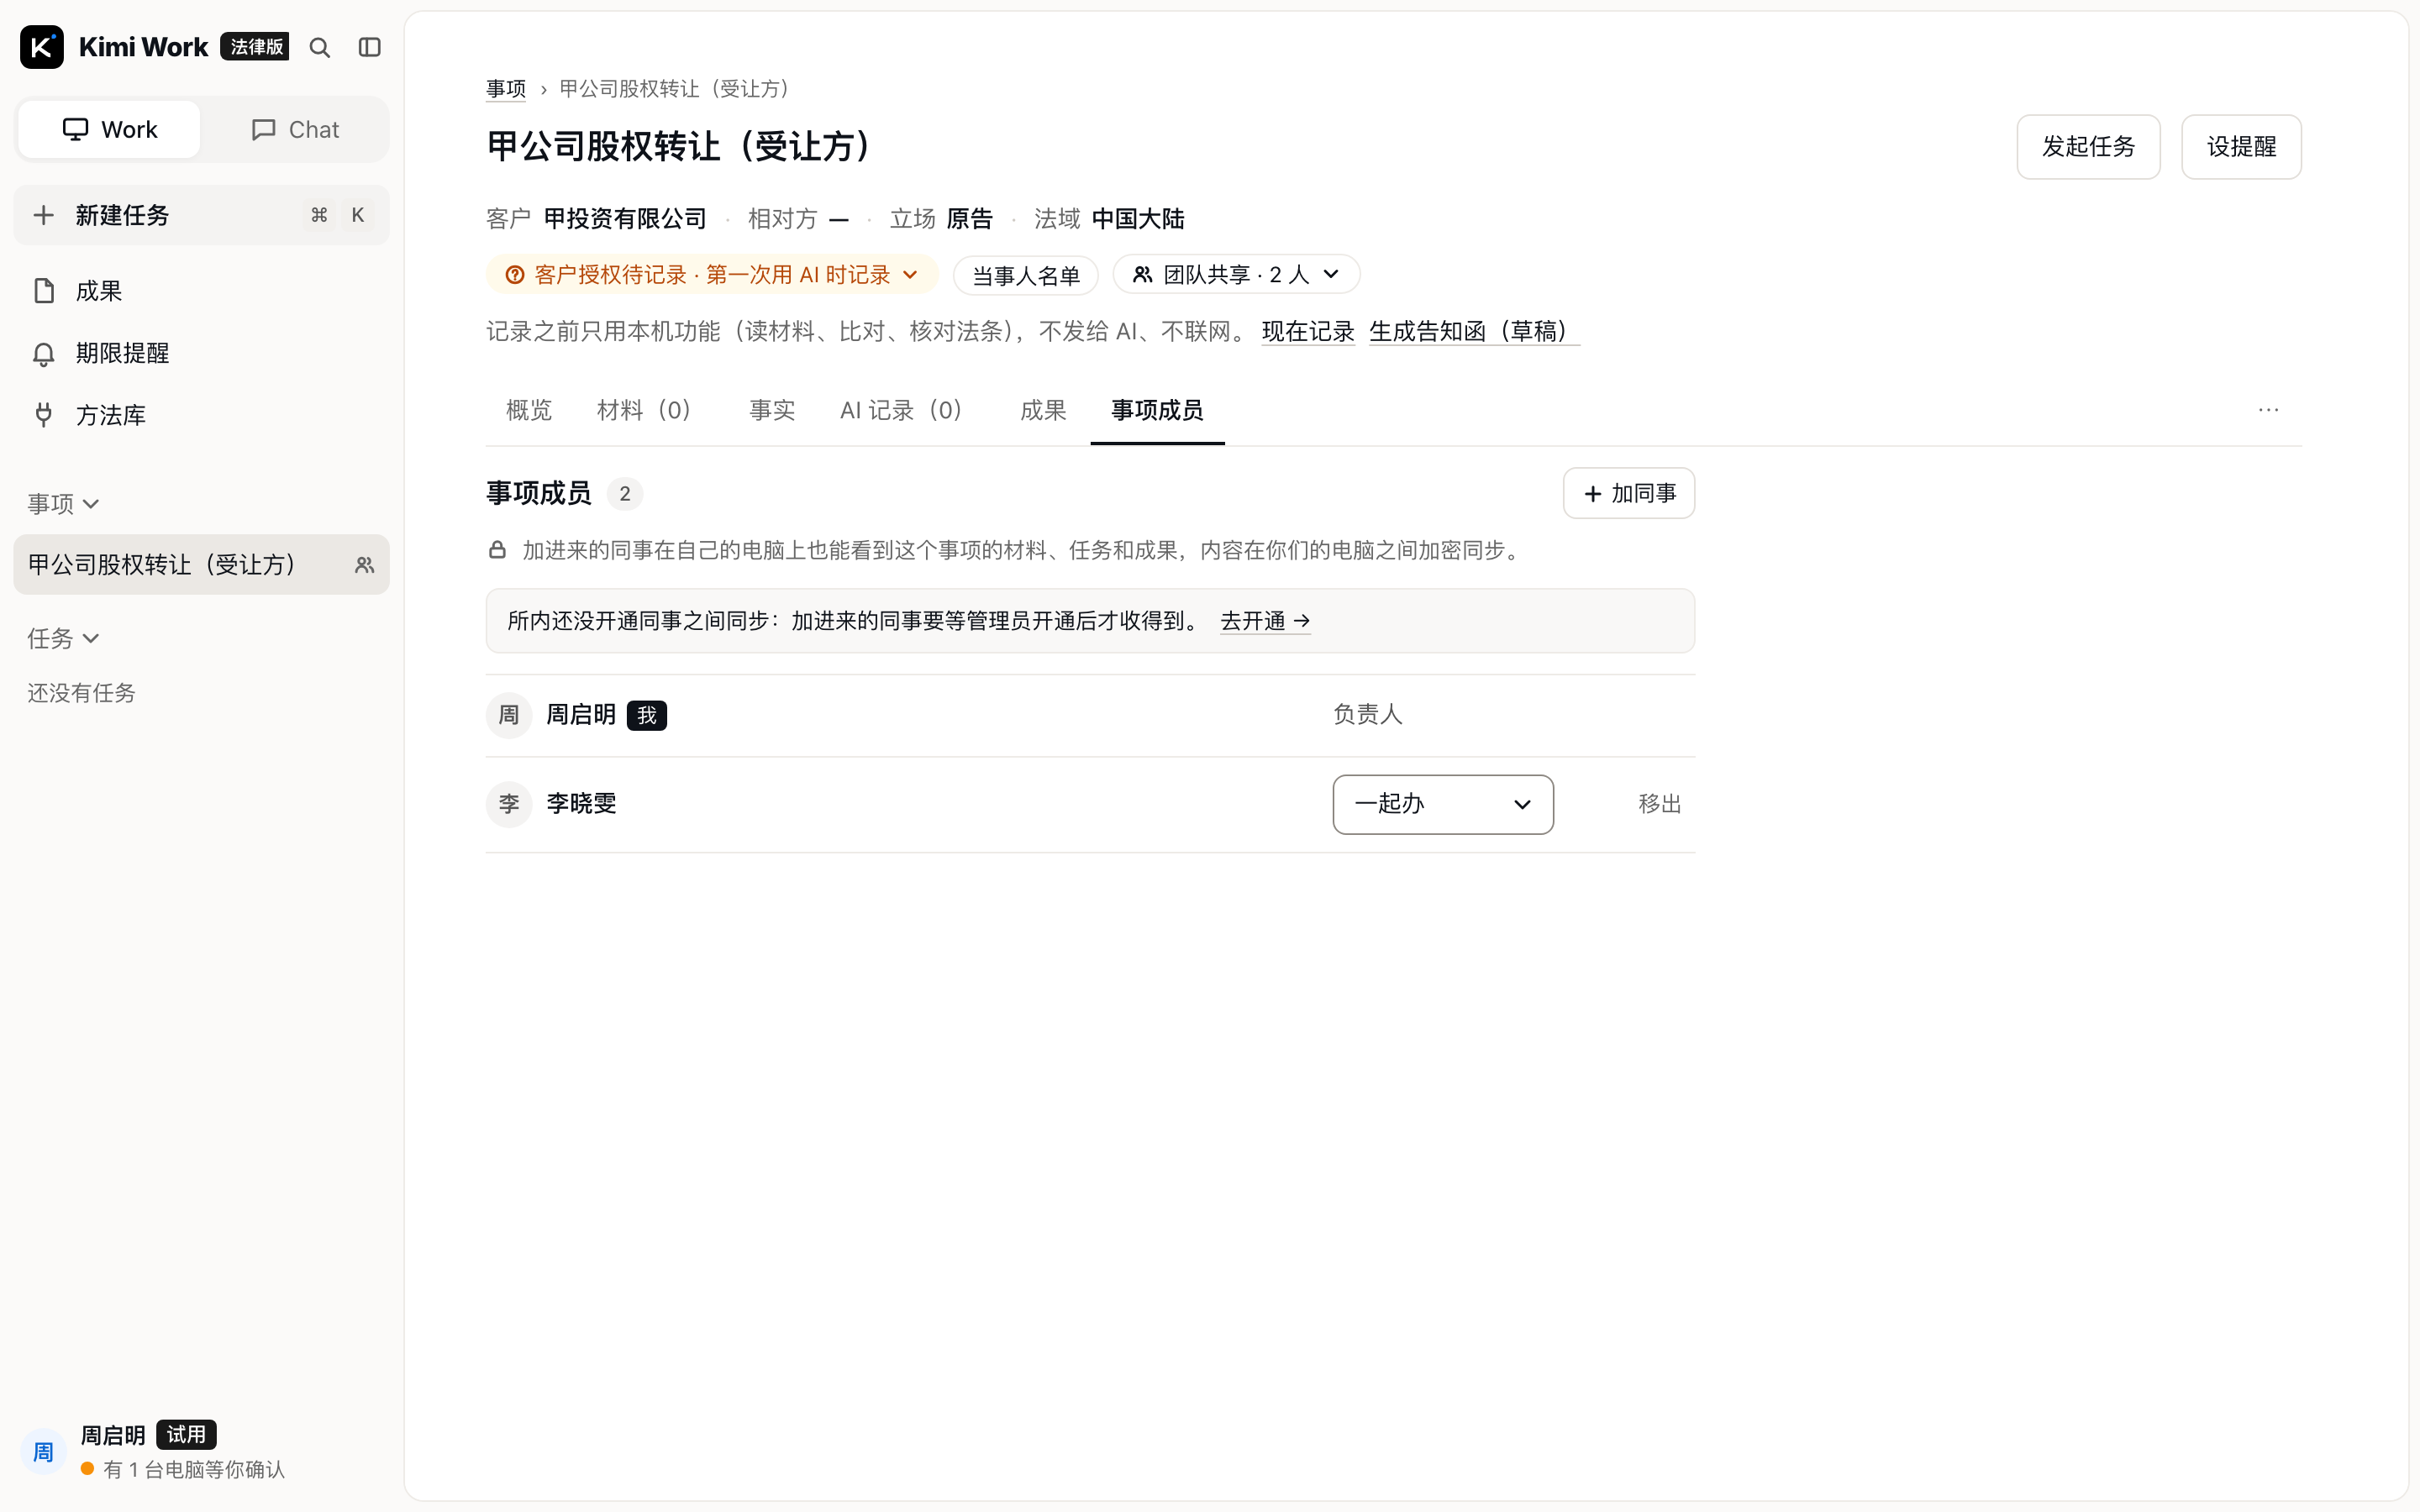 Kimi Work 法律版
Work
Chat
新建任务 ⌘ K
成果
期限提醒
方法库
事项
甲公司股权转让（受让方）
任务
还没有任务
周 周启明 试用
有 1 台电脑等你确认
事项 › 甲公司股权转让（受让方）
甲公司股权转让（受让方）
发起任务
设提醒
客户 甲投资有限公司 · 相对方 — · 立场 原告 · 法域 中国大陆
客户授权待记录 · 第一次用 AI 时记录
当事人名单
团队共享 · 2 人
记录之前只用本机功能（读材料、比对、核对法条），不发给 AI、不联网。 现在记录 生成告知函（草稿）
概览 材料（0） 事实 AI 记录（0） 成果 事项成员 ···
事项成员 2
+ 加同事
加进来的同事在自己的电脑上也能看到这个事项的材料、任务和成果，内容在你们的电脑之间加密同步。
所内还没开通同事之间同步：加进来的同事要等管理员开通后才收得到。 去开通 →
周 周启明 我 负责人
李 李晓雯 一起办 移出